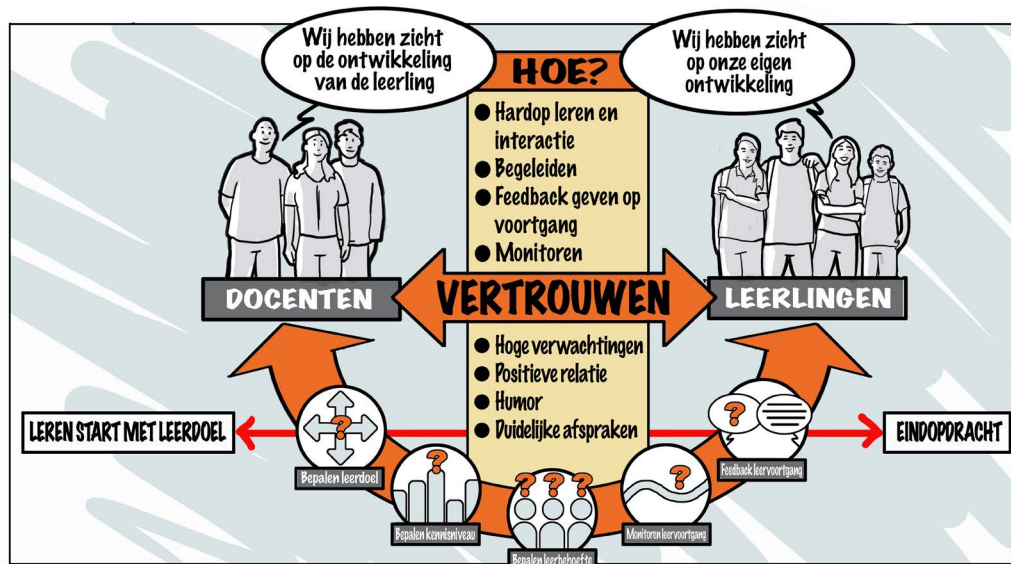 Wij hebben zicht
op de ontwikkeling
van de leerling
HOE?
Wij hebben zicht
op onze eigen
ontwikkeling
● Hardop leren en
interactie
● Begeleiden
● Feedback geven op
voortgang
● Monitoren
DOCENTEN
VERTROUWEN
LEERLINGEN
● Hoge verwachtingen
● Positieve relatie
● Humor
● Duidelijke afspraken
LEREN START MET LEERDOEL
?
EINDOPDRACHT
?
Bepalen leerdoel
Feedback leervoortgang
?
Bepalen kennisniveau
? ? ?
Bepalen leerbehoefte
?
Monitoren leervoortgang